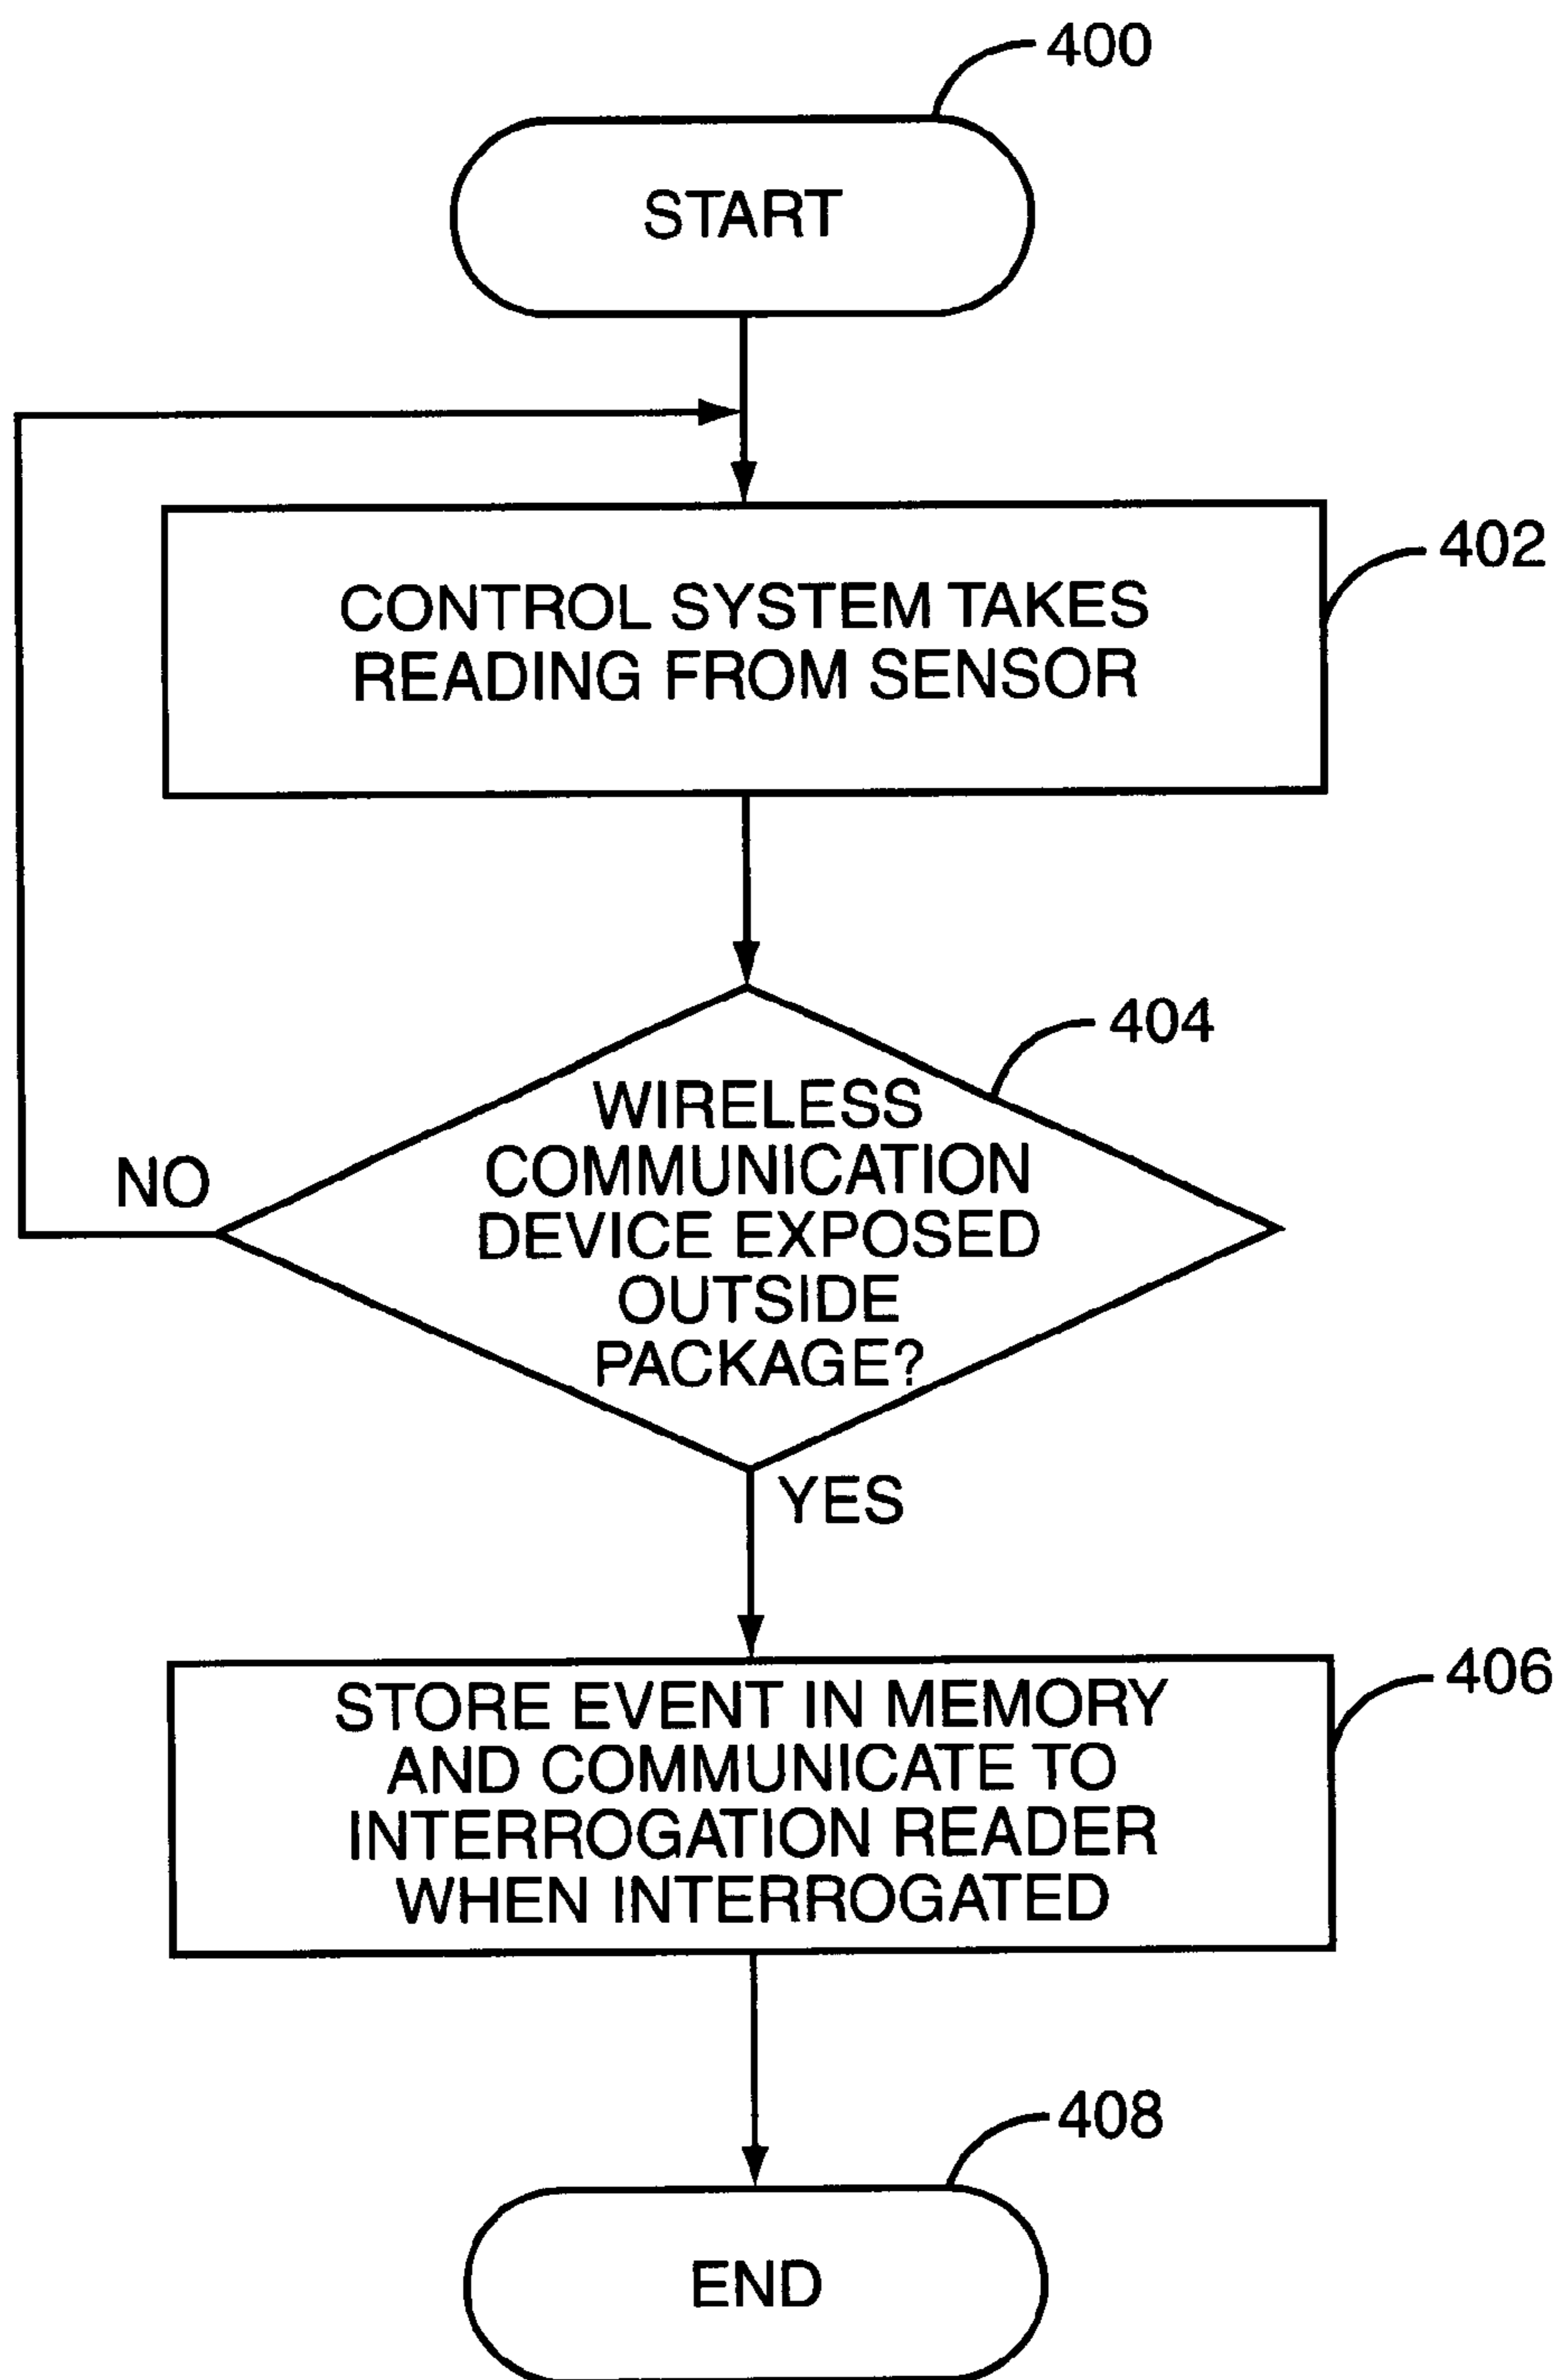 400
START
402
CONTROL SYSTEM TAKES
READING FROM SENSOR
404
WIRELESS
COMMUNICATION
DEVICE EXPOSED
OUTSIDE
PACKAGE?
NO
YES
406
STORE EVENT IN MEMORY
AND COMMUNICATE TO
INTERROGATION READER
WHEN INTERROGATED
408
END